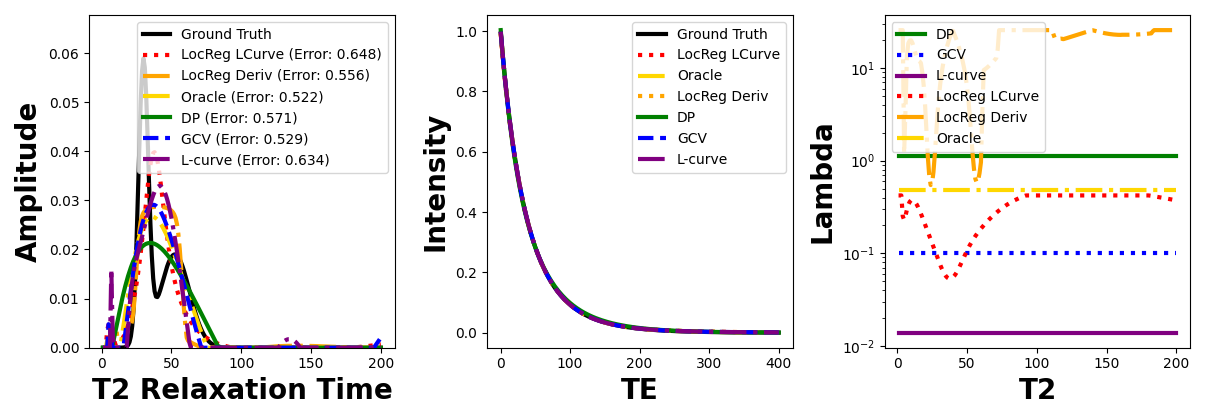 Amplitude
0.06
0.05
0.04
0.03
0.02
0.01
0.00
0
50
100
150
200
T2 Relaxation Time
Ground Truth
LocReg LCurve (Error: 0.648)
LocReg Deriv (Error: 0.556)
Oracle (Error: 0.522)
DP (Error: 0.571)
GCV (Error: 0.529)
L-curve (Error: 0.634)
Intensity
1.0
0.8
0.6
0.4
0.2
0.0
0
100
200
300
400
TE
Ground Truth
LocReg LCurve
Oracle
LocReg Deriv
DP
GCV
L-curve
Lambda
10¹
10⁰
10⁻¹
10⁻²
0
50
100
150
200
T2
DP
GCV
L-curve
LocReg LCurve
LocReg Deriv
Oracle